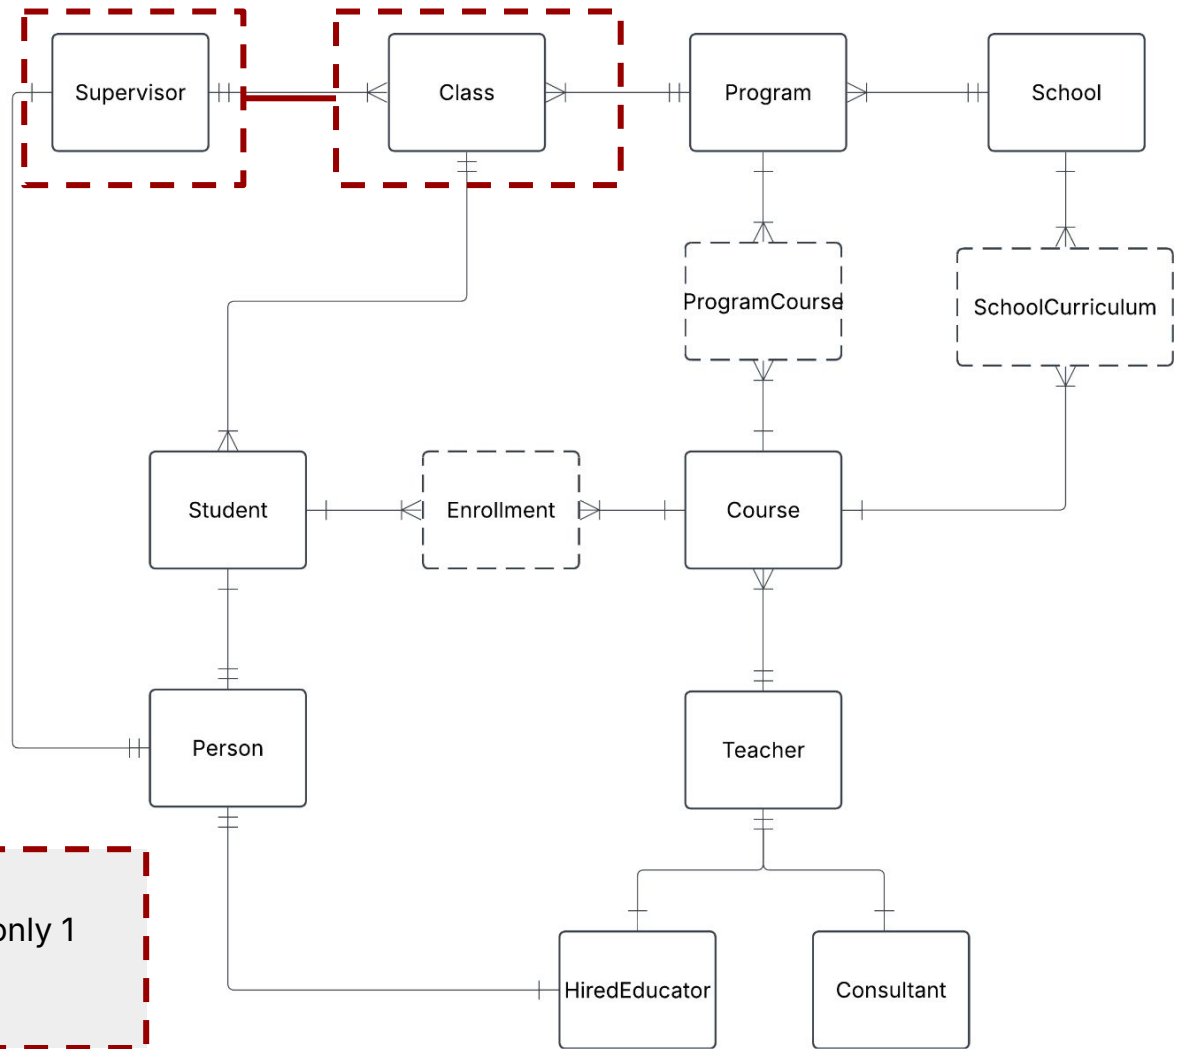 Supervisor
Class
Program
School
ProgramCourse
SchoolCurriculum
Student
Enrollment
Course
Person
Teacher
only 1
HiredEducator
Consultant